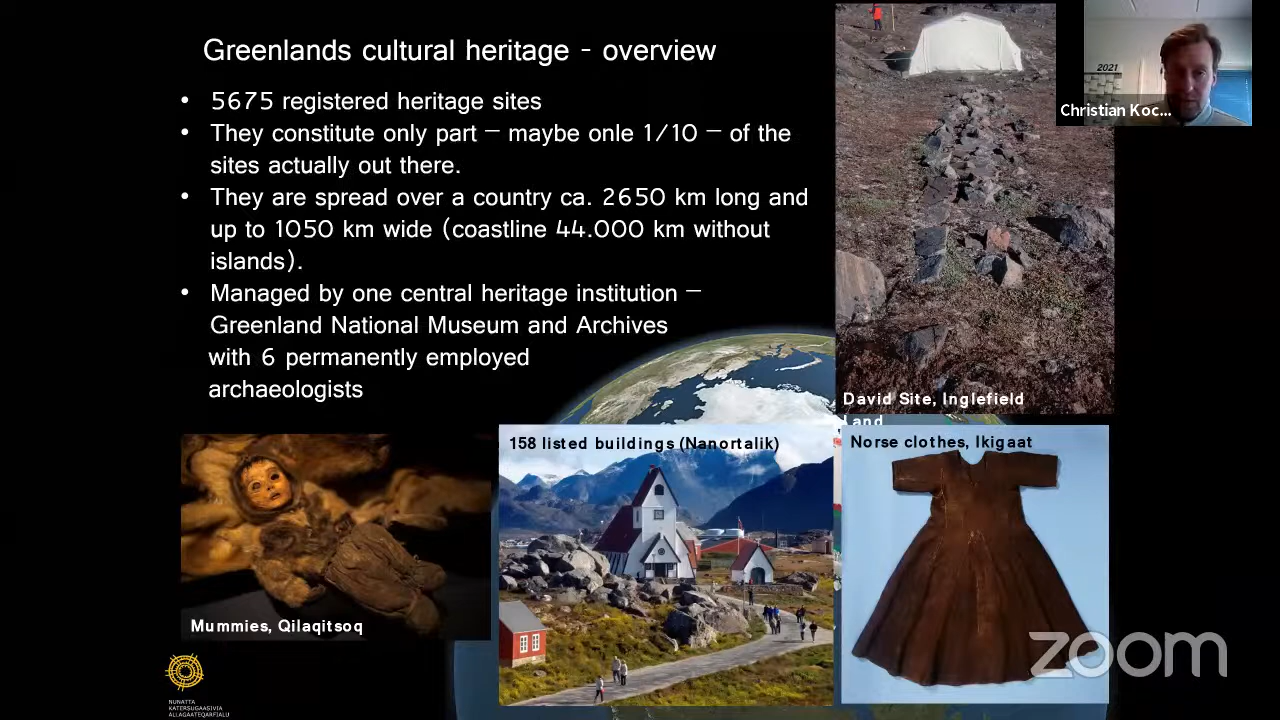 Greenlands cultural heritage - overview
• 5675 registered heritage sites
• They constitute only part – maybe onle 1/10 – of the
sites actually out there.
• They are spread over a country ca. 2650 km long and
up to 1050 km wide (coastline 44.000 km without
islands).
• Managed by one central heritage institution –
Greenland National Museum and Archives
with 6 permanently employed
archaeologists
2021
Christian Koc...
David Site, Inglefield
Land
Mummies, Qilaqitsoq
158 listed buildings (Nanortalik)
Norse clothes, Ikigaat
NUNATTA
KATERSUGAASIVIA
ALLAGAATEQARFIALU
zoom